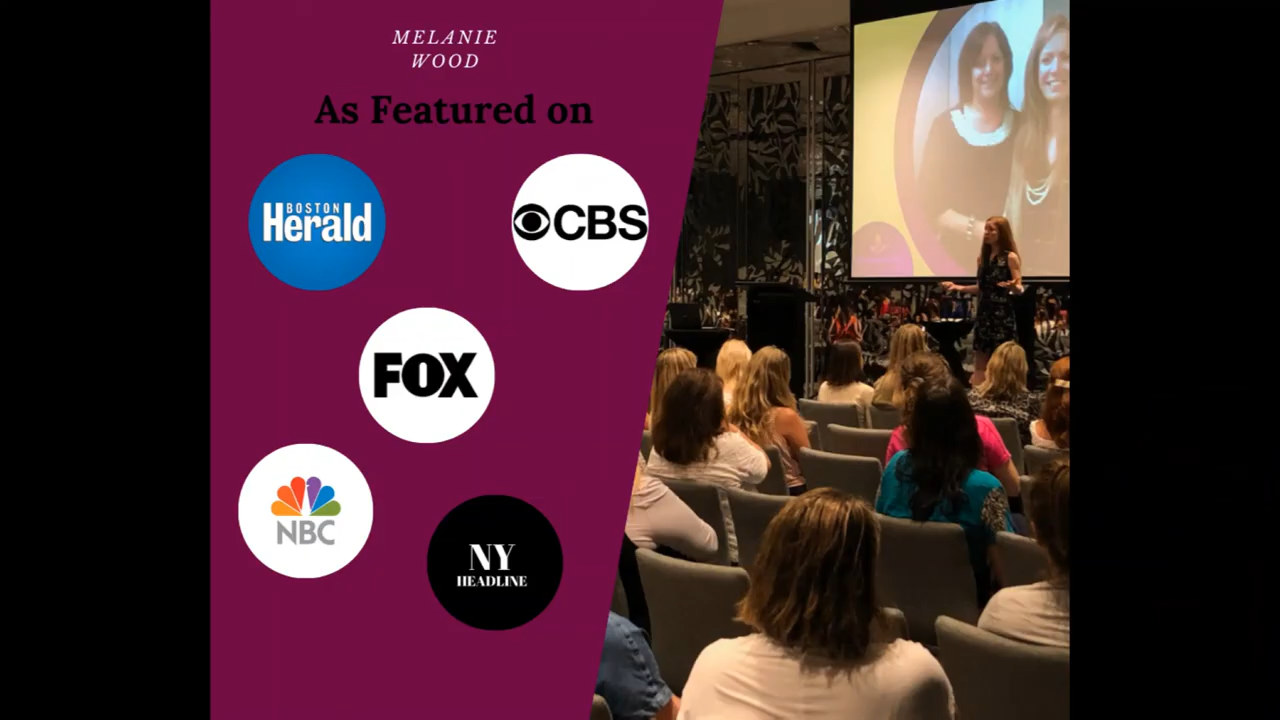 MELANIE
WOOD
As Featured on
BOSTON
Herald
CBS
FOX
NBC
NY
HEADLINE